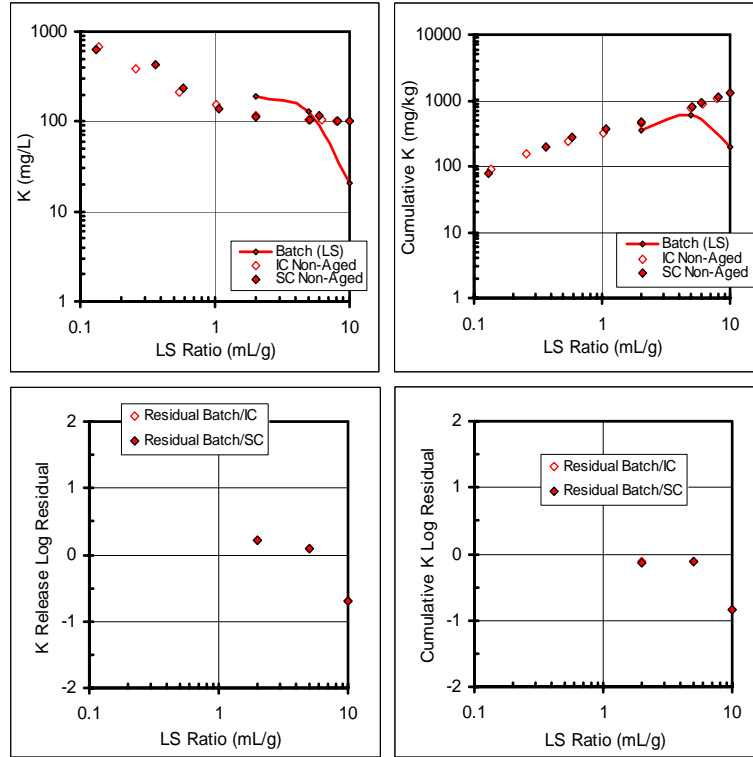 1000
100
10
1
K (mg/L)
Batch (LS)
IC Non-Aged
SC Non-Aged
0.1 1 10
LS Ratio (mL/g)
10000
1000
100
10
1
Cumulative K (mg/kg)
Batch (LS)
IC Non-Aged
SC Non-Aged
0.1 1 10
LS Ratio (mL/g)
Residual Batch/IC
Residual Batch/SC
2
1
0
-1
-2
K Release Log Residual
0.1 1 10
LS Ratio (mL/g)
2
1
0
-1
-2
Cumulative K Log Residual
Residual Batch/IC
Residual Batch/SC
0.1 1 10
LS Ratio (mL/g)